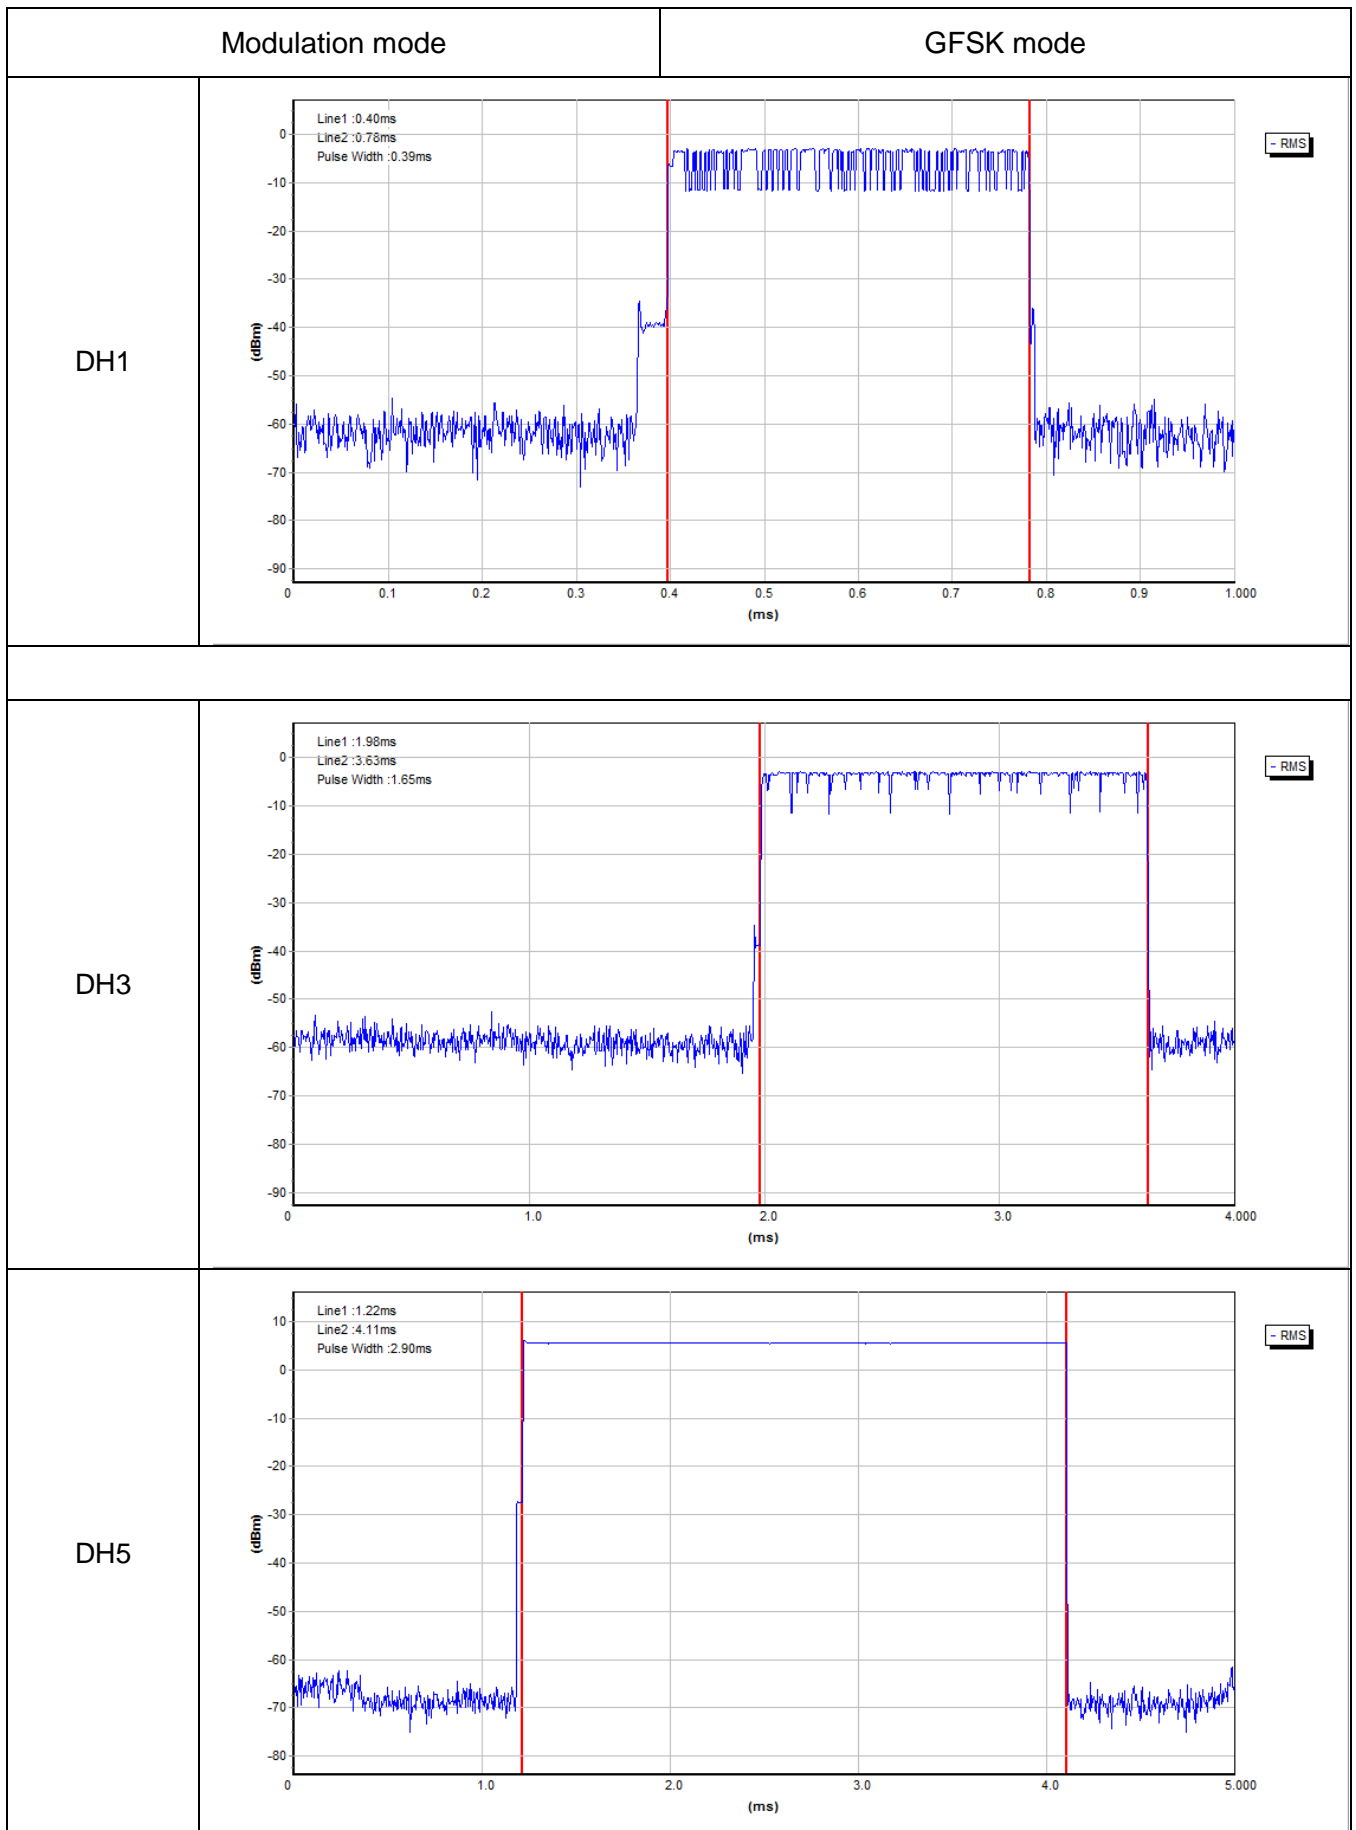 Modulation mode
GFSK mode
DH1
Line1 :0.40ms
Line2 :0.78ms
Pulse Width :0.39ms
- RMS
0
-10
-20
-30
-40
-50
-60
-70
-80
-90
(dBm)
0 0.1 0.2 0.3 0.4 0.5 0.6 0.7 0.8 0.9 1.000
(ms)
DH3
Line1 :1.98ms
Line2 :3.63ms
Pulse Width :1.65ms
- RMS
0
-10
-20
-30
-40
-50
-60
-70
-80
-90
(dBm)
0 1.0 2.0 3.0 4.000
(ms)
DH5
Line1 :1.22ms
Line2 :4.11ms
Pulse Width :2.90ms
- RMS
10
0
-10
-20
-30
-40
-50
-60
-70
-80
(dBm)
0 1.0 2.0 3.0 4.0 5.000
(ms)